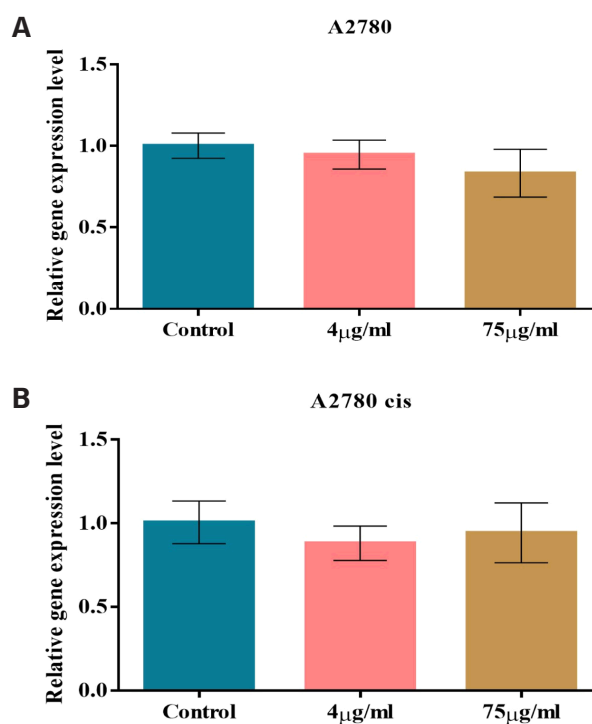 A
A2780
Relative gene expression level
1.5
1.0
0.5
0.0
Control 4μg/ml 75μg/ml
B
A2780 cis
Relative gene expression level
1.5
1.0
0.5
0.0
Control 4μg/ml 75μg/ml